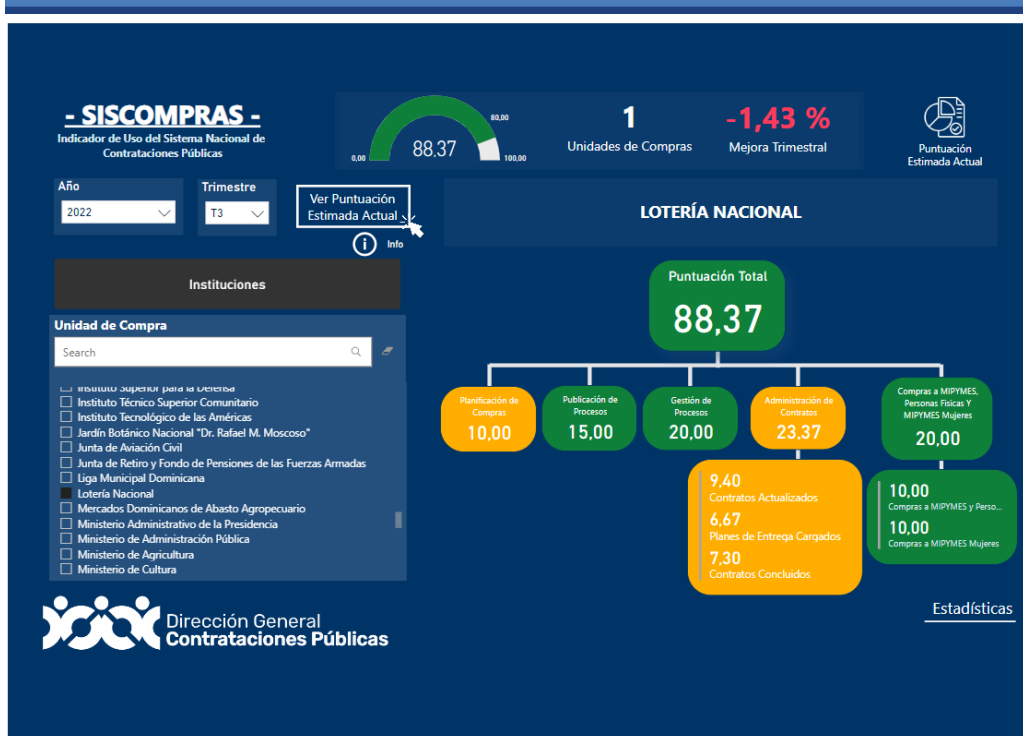 - SISCOMPRAS -
Indicador de Uso del Sistema Nacional de
Contrataciones Públicas
80,00
88,37
0,00
100,00
1
Unidades de Compras
-1,43 %
Mejora Trimestral
Puntuación
Estimada Actual
Año
2022
Trimestre
T3
Ver Puntuación
Estimada Actual
i Info
LOTERÍA NACIONAL
Instituciones
Unidad de Compra
Search
Instituto Superior para la Defensa
Instituto Técnico Superior Comunitario
Instituto Tecnológico de las Américas
Jardín Botánico Nacional "Dr. Rafael M. Moscoso"
Junta de Aviación Civil
Junta de Retiro y Fondo de Pensiones de las Fuerzas Armadas
Liga Municipal Dominicana
Lotería Nacional
Mercados Dominicanos de Abasto Agropecuario
Ministerio Administrativo de la Presidencia
Ministerio de Administración Pública
Ministerio de Agricultura
Ministerio de Cultura
Puntuación Total
88,37
Planificación de
Compras
10,00
Publicación de
Procesos
15,00
Gestión de
Procesos
20,00
Administración de
Contratos
23,37
Compras a MIPYMES,
Personas Físicas Y
MIPYMES Mujeres
20,00
9,40
Contratos Actualizados
6,67
Planes de Entrega Cargados
7,30
Contratos Concluidos
10,00
Compras a MIPYMES y Perso...
10,00
Compras a MIPYMES Mujeres
Dirección General
Contrataciones Públicas
Estadísticas